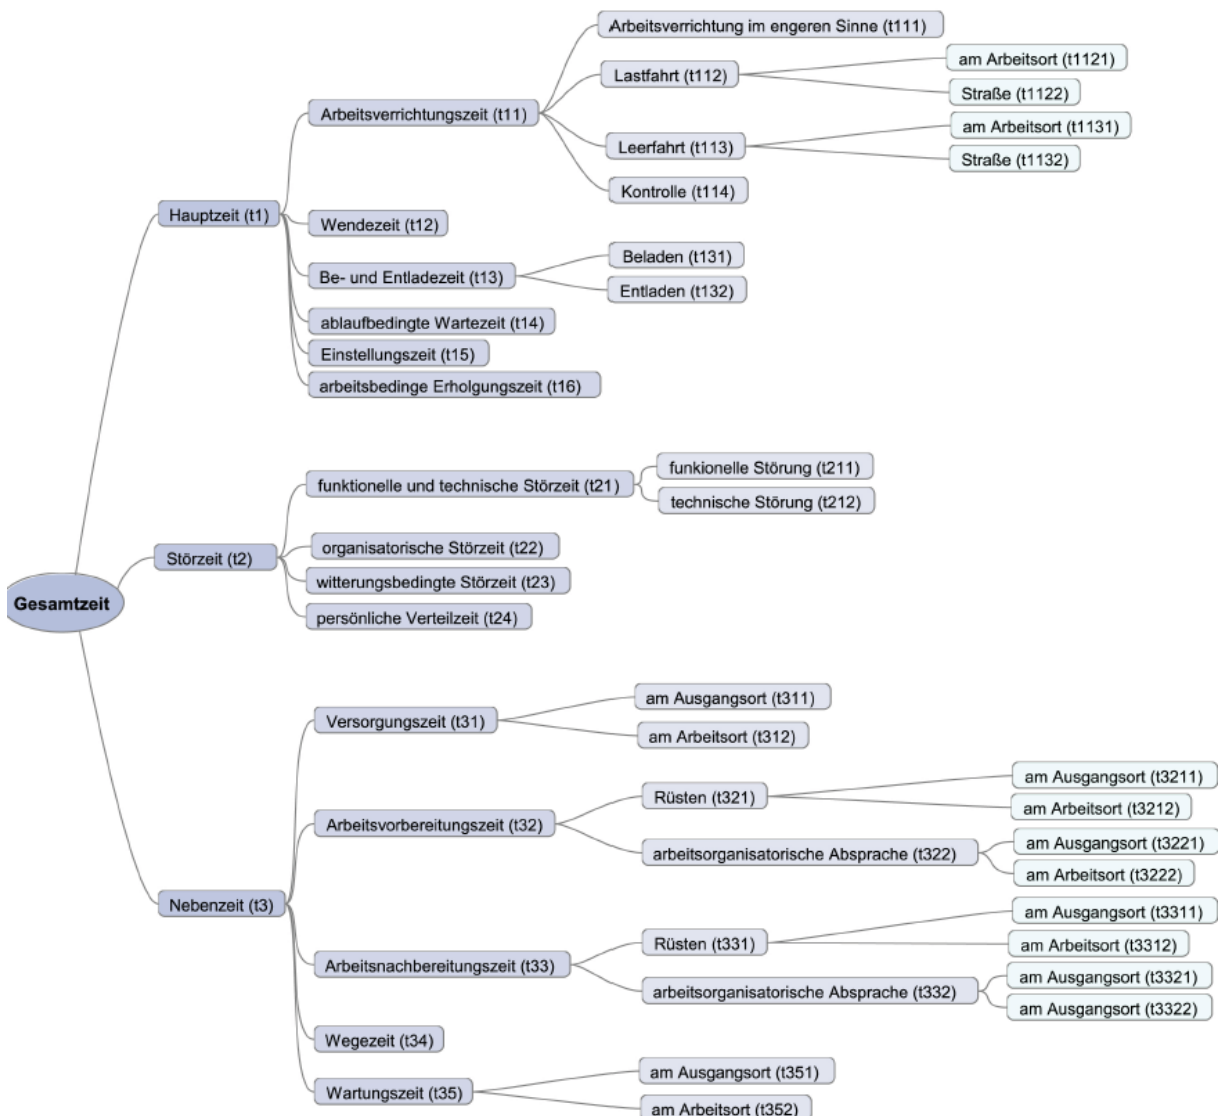 Arbeitsverrichtung im engeren Sinne (t111)
am Arbeitsort (t1121)
Lastfahrt (t112)
Straße (t1122)
Arbeitsverrichtungszeit (t11)
am Arbeitsort (t1131)
Leerfahrt (t113)
Straße (t1132)
Kontrolle (t114)
Hauptzeit (t1)
Wendezeit (t12)
Beladen (t131)
Be- und Entladezeit (t13)
Entladen (t132)
ablaufbedingte Wartezeit (t14)
Einstellungszeit (t15)
arbeitsbedinge Erholgungszeit (t16)
funkionelle Störung (t211)
funktionelle und technische Störzeit (t21)
technische Störung (t212)
organisatorische Störzeit (t22)
Störzeit (t2)
witterungsbedingte Störzeit (t23)
Gesamtzeit
persönliche Verteilzeit (t24)
am Ausgangsort (t311)
Versorgungszeit (t31)
am Arbeitsort (t312)
am Ausgangsort (t3211)
Rüsten (t321)
am Arbeitsort (t3212)
Arbeitsvorbereitungszeit (t32)
am Ausgangsort (t3221)
arbeitsorganisatorische Absprache (t322)
am Arbeitsort (t3222)
Nebenzeit (t3)
am Ausgangsort (t3311)
Rüsten (t331)
am Arbeitsort (t3312)
Arbeitsnachbereitungszeit (t33)
am Ausgangsort (t3321)
arbeitsorganisatorische Absprache (t332)
am Ausgangsort (t3322)
Wegezeit (t34)
am Ausgangsort (t351)
Wartungszeit (t35)
am Arbeitsort (t352)